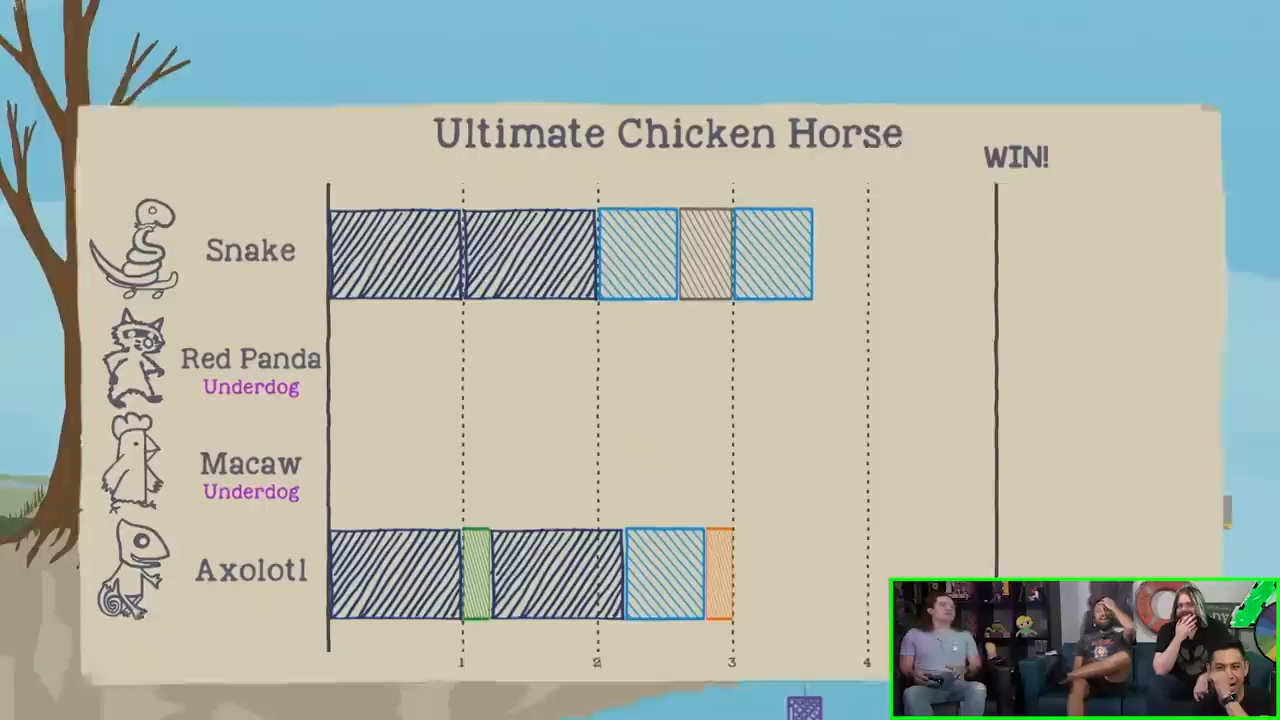 Ultimate Chicken Horse
WIN!
Snake
Red Panda
Underdog
Macaw
Underdog
Axolotl
1
2
3
4